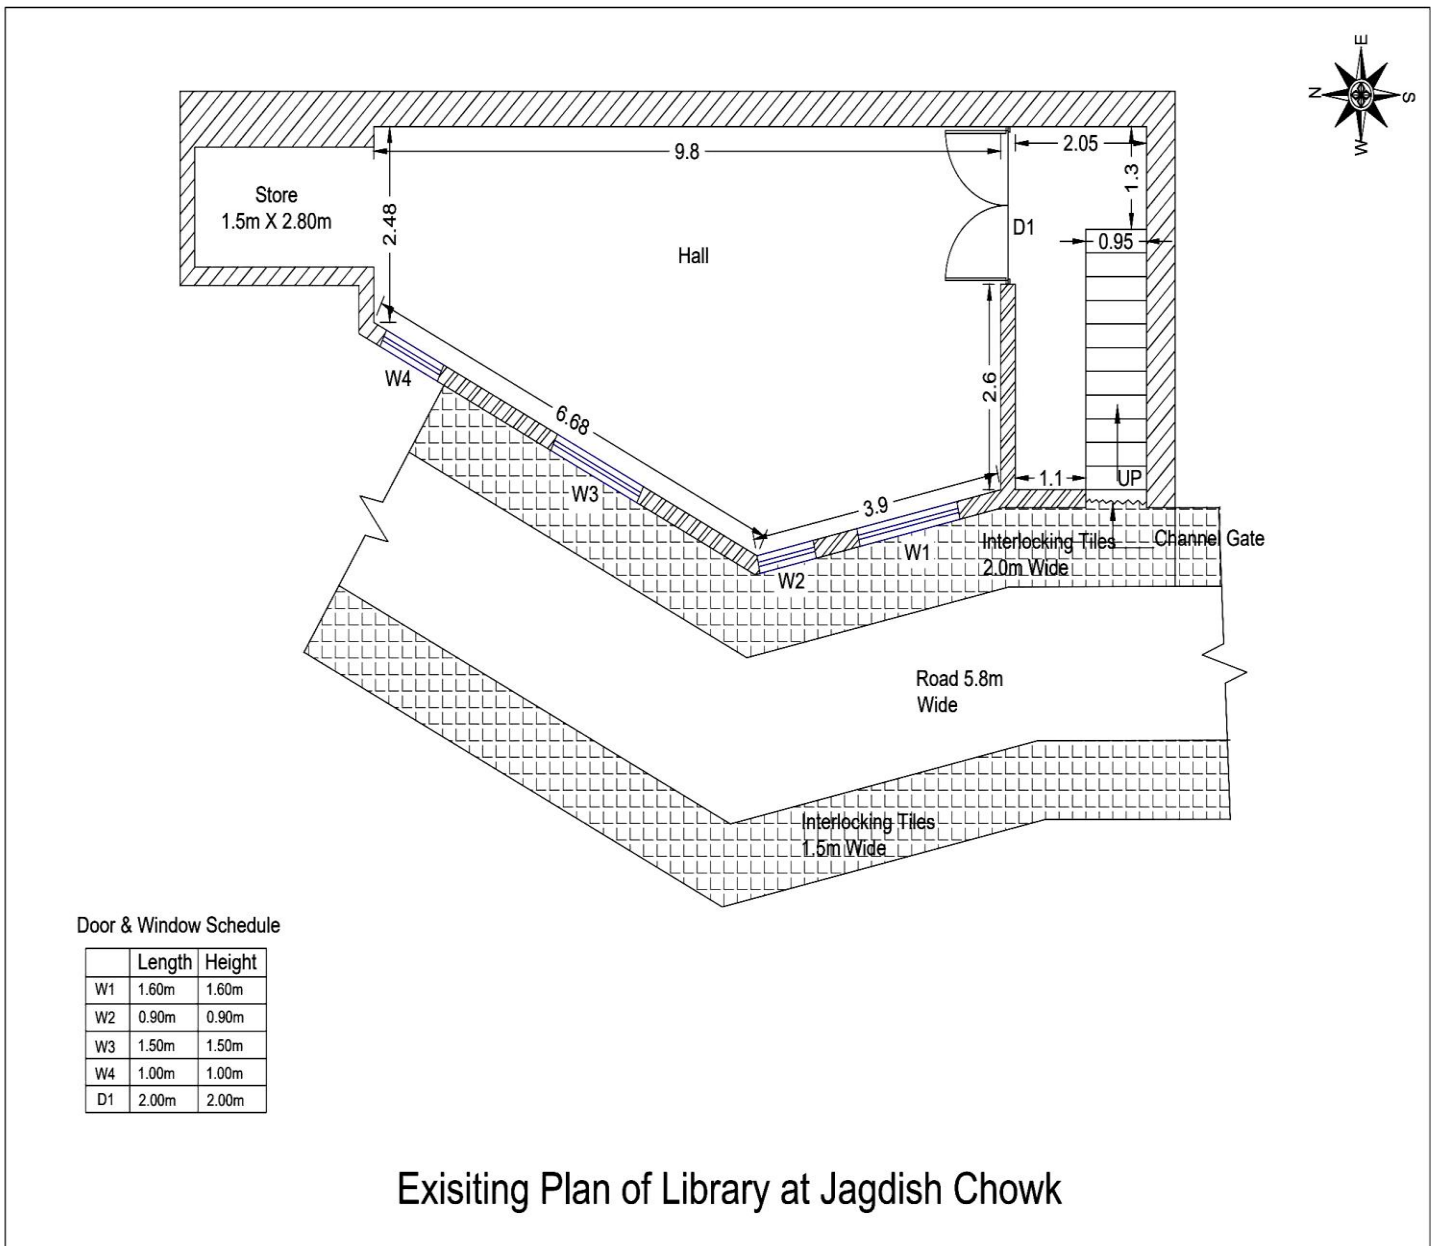 E
N
S
W
9.8
2.05
1.3
Store
1.5m X 2.80m
2.48
Hall
D1
0.95
W4
6.68
2.6
W3
3.9
1.1
UP
W1
W2
Interlocking Tiles
2.0m Wide
Channel Gate
Road 5.8m
Wide
Interlocking Tiles
1.5m Wide
Door & Window Schedule
Length Height
W1 1.60m 1.60m
W2 0.90m 0.90m
W3 1.50m 1.50m
W4 1.00m 1.00m
D1 2.00m 2.00m
Exisiting Plan of Library at Jagdish Chowk